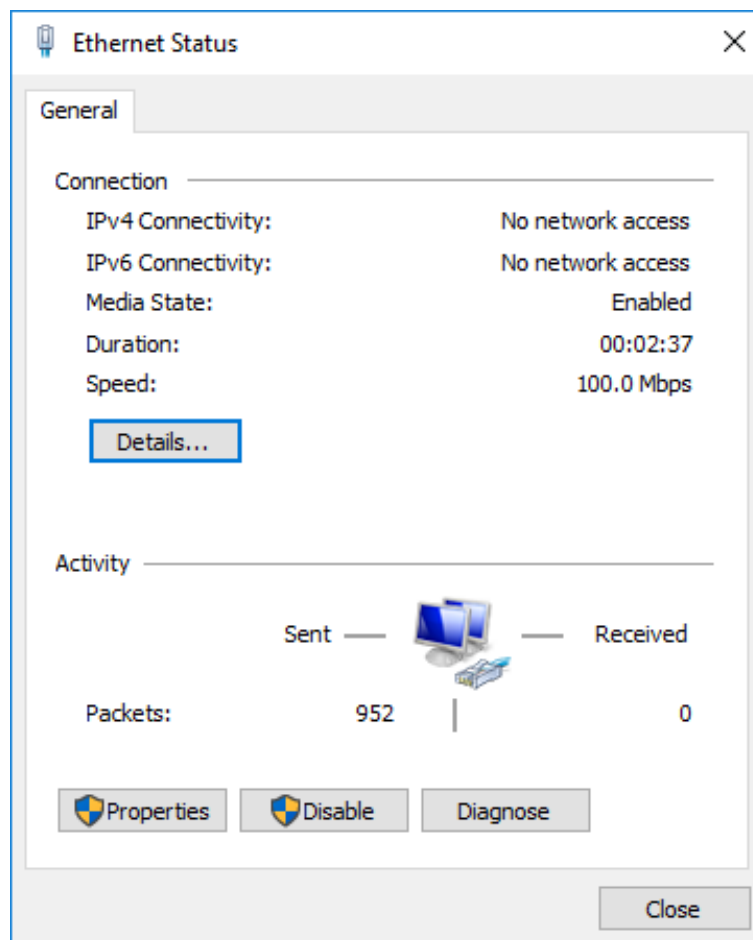 Ethernet Status
General
Connection
IPv4 Connectivity: No network access
IPv6 Connectivity: No network access
Media State: Enabled
Duration: 00:02:37
Speed: 100.0 Mbps
Details...
Activity
Sent Received
Packets: 952 0
Properties Disable Diagnose
Close